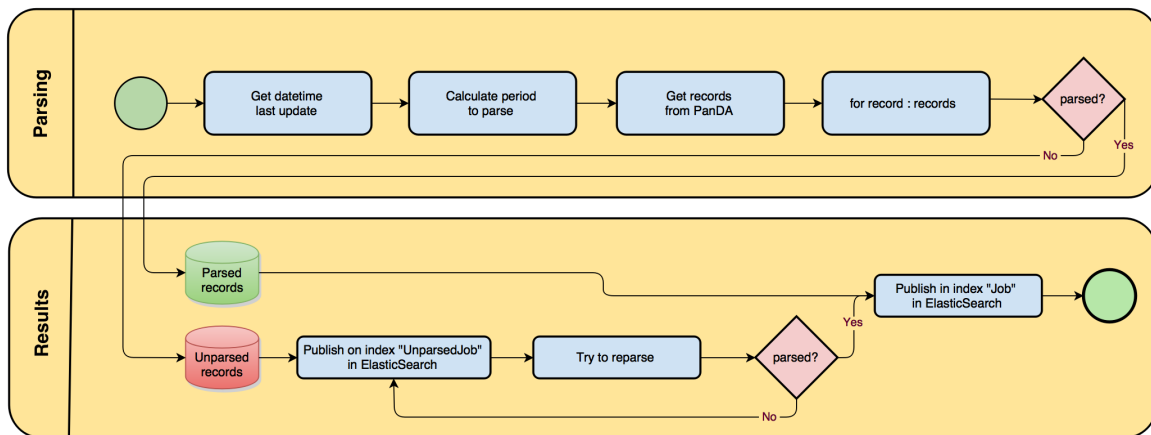 Parsing
Get datetime
last update
Calculate period
to parse
Get records
from PanDA
for record : records
parsed?
Yes
No
Results
Parsed
records
Publish in index "Job"
in ElasticSearch
Yes
Unparsed
records
Publish on index "UnparsedJob"
in ElasticSearch
Try to reparse
parsed?
No